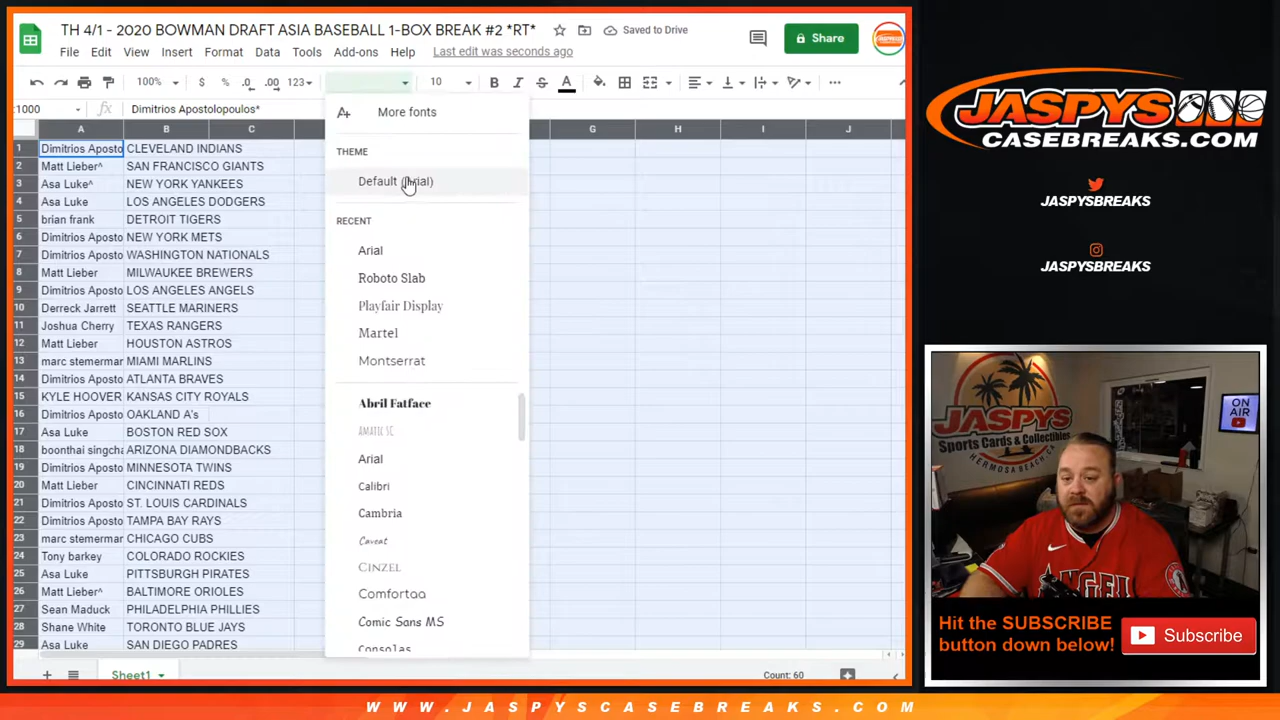 TH 4/1 - 2020 BOWMAN DRAFT ASIA BASEBALL 1-BOX BREAK #2 *RT*
Saved to Drive
Share
File Edit View Insert Format Data Tools Add-ons Help Last edit was seconds ago
100% $ % .0 .00 123 10 B I S A
1000 fx Dimitrios Apostolopoulos*
A B C G H I J
1 Dimitrios Aposto CLEVELAND INDIANS
2 Matt Lieber^ SAN FRANCISCO GIANTS
3 Asa Luke^ NEW YORK YANKEES
4 Asa Luke LOS ANGELES DODGERS
5 brian frank DETROIT TIGERS
6 Dimitrios Aposto NEW YORK METS
7 Dimitrios Aposto WASHINGTON NATIONALS
8 Matt Lieber MILWAUKEE BREWERS
9 Dimitrios Aposto LOS ANGELES ANGELS
10 Derreck Jarrett SEATTLE MARINERS
11 Joshua Cherry TEXAS RANGERS
12 Matt Lieber HOUSTON ASTROS
13 marc stemermar MIAMI MARLINS
14 Dimitrios Aposto ATLANTA BRAVES
15 KYLE HOOVER KANSAS CITY ROYALS
16 Dimitrios Aposto OAKLAND A's
17 Asa Luke BOSTON RED SOX
18 boonthai singcha ARIZONA DIAMONDBACKS
19 Dimitrios Aposto MINNESOTA TWINS
20 Matt Lieber CINCINNATI REDS
21 Dimitrios Aposto ST. LOUIS CARDINALS
22 Dimitrios Aposto TAMPA BAY RAYS
23 marc stemermar CHICAGO CUBS
24 Tony barkey COLORADO ROCKIES
25 Asa Luke PITTSBURGH PIRATES
26 Matt Lieber^ BALTIMORE ORIOLES
27 Sean Maduck PHILADELPHIA PHILLIES
28 Shane White TORONTO BLUE JAYS
29 Asa Luke SAN DIEGO PADRES
More fonts
THEME
Default (Arial)
RECENT
Arial
Roboto Slab
Playfair Display
Martel
Montserrat
Abril Fatface
AMATIC SC
Arial
Calibri
Cambria
Caveat
CINZEL
Comfortaa
Comic Sans MS
Consolas
Sheet1
Count: 60
JASPYS
CASEBREAKS.COM
JASPYSBREAKS
JASPYSBREAKS
JASPYS
Sports Cards & Collectibles
HERMOSA BEACH, CA
ON AIR
ANGEL
Hit the SUBSCRIBE
button down below!
Subscribe
WWW.JASPYSCASEBREAKS.COM